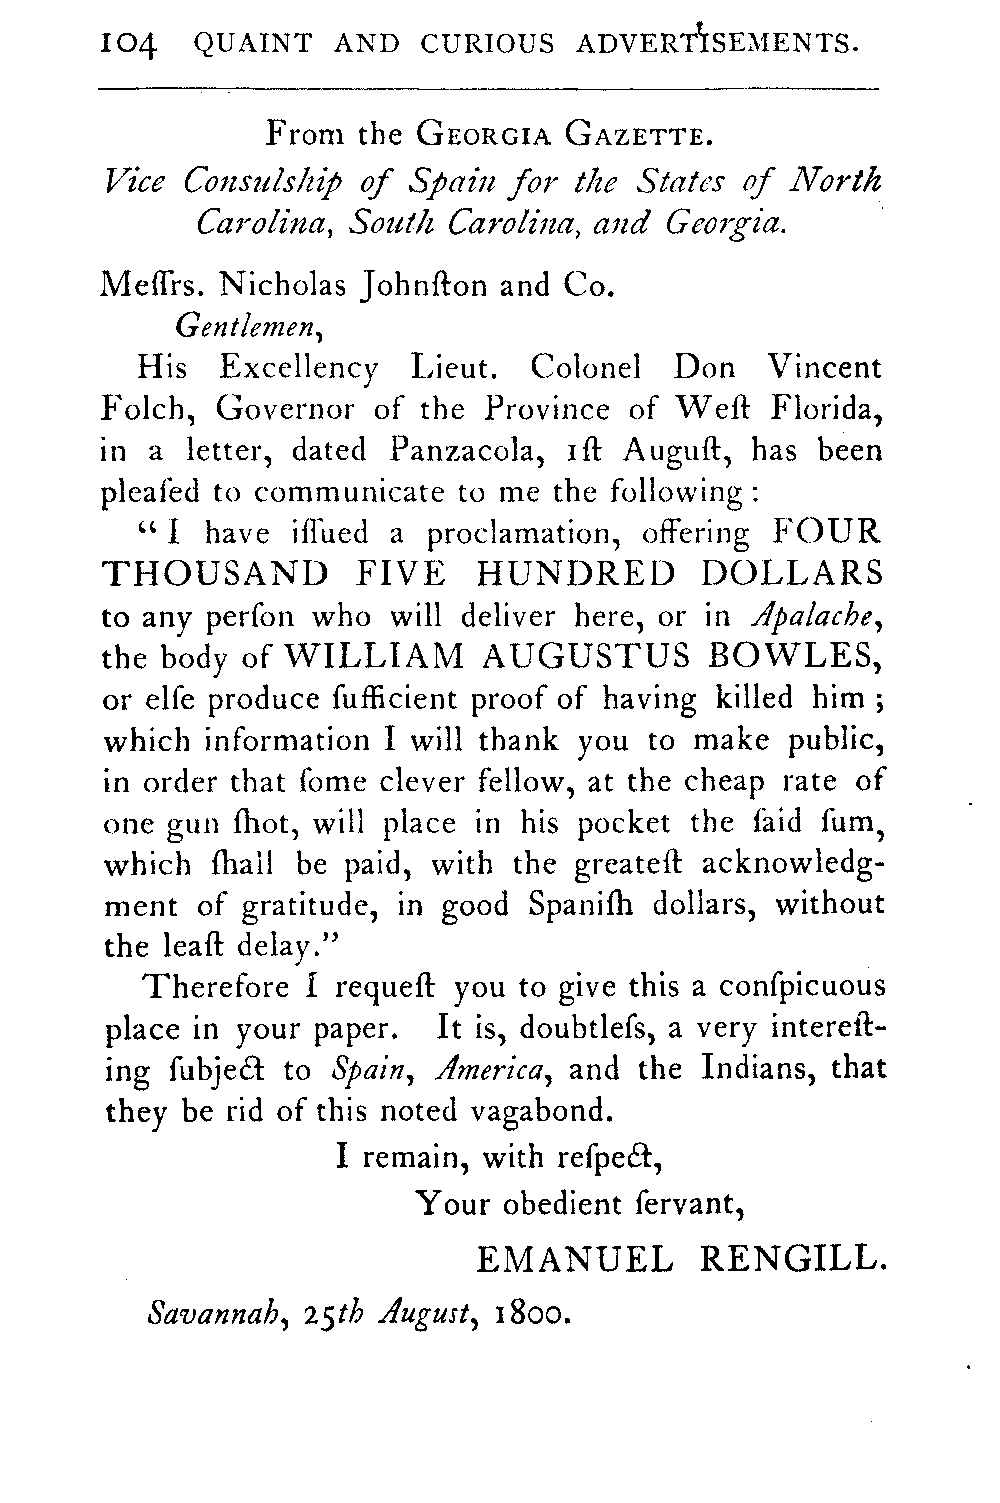 104 QUAINT AND CURIOUS ADVERTISEMENTS.
From the GEORGIA GAZETTE.
Vice Consulship of Spain for the States of North
Carolina, South Carolina, and Georgia.
Meſſrs. Nicholas Johnſton and Co.
Gentlemen,
His Excellency Lieut. Colonel Don Vincent
Folch, Governor of the Province of Weſt Florida,
in a letter, dated Panzacola, 1ſt Auguſt, has been
pleaſed to communicate to me the following :
“ I have iſſued a proclamation, offering FOUR
THOUSAND FIVE HUNDRED DOLLARS
to any perſon who will deliver here, or in Apalache,
the body of WILLIAM AUGUSTUS BOWLES,
or elſe produce ſufficient proof of having killed him ;
which information I will thank you to make public,
in order that ſome clever fellow, at the cheap rate of
one gun ſhot, will place in his pocket the ſaid ſum,
which ſhall be paid, with the greateſt acknowledg-
ment of gratitude, in good Spaniſh dollars, without
the leaſt delay.”
Therefore I requeſt you to give this a conſpicuous
place in your paper. It is, doubtleſs, a very intereſt-
ing ſubject to Spain, America, and the Indians, that
they be rid of this noted vagabond.
I remain, with reſpect,
Your obedient ſervant,
EMANUEL RENGILL.
Savannah, 25th August, 1800.